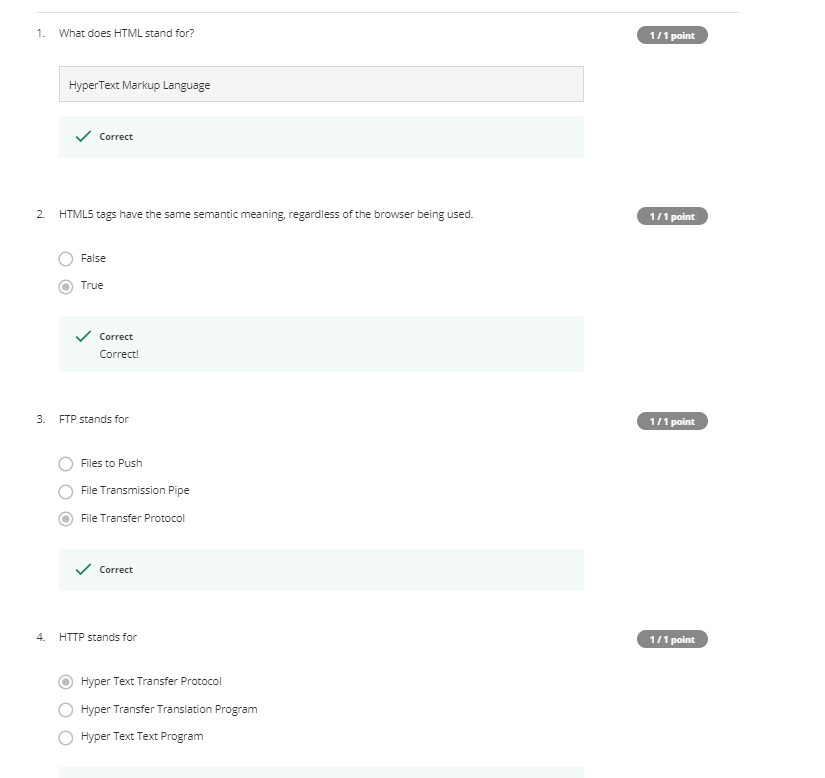 1. What does HTML stand for?
1 / 1 point
HyperText Markup Language
Correct
2. HTML5 tags have the same semantic meaning, regardless of the browser being used.
1 / 1 point
False
True
Correct
Correct!
3. FTP stands for
1 / 1 point
Files to Push
File Transmission Pipe
File Transfer Protocol
Correct
4. HTTP stands for
1 / 1 point
Hyper Text Transfer Protocol
Hyper Transfer Translation Program
Hyper Text Text Program